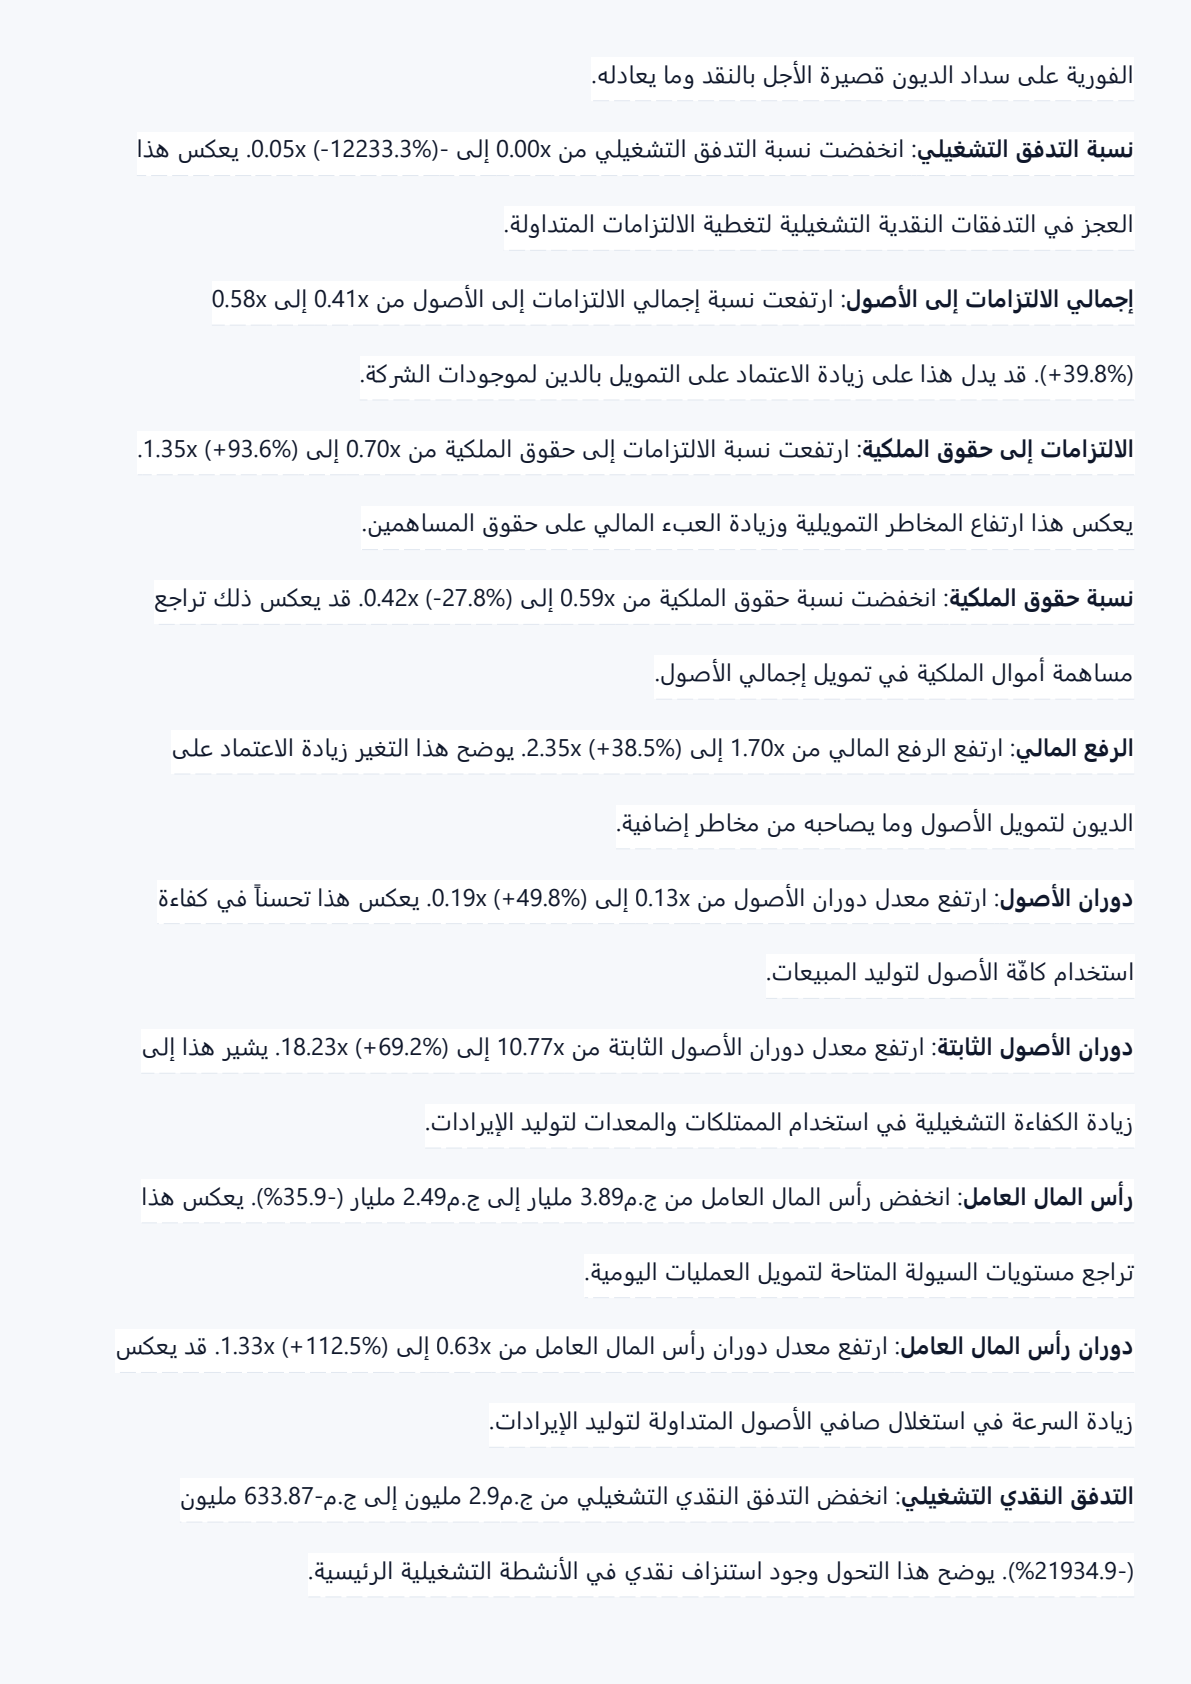 الفورية على سداد الديون قصيرة الأجل بالنقد وما يعادله.
نسبة التدفق التشغيلي: انخفضت نسبة التدفق التشغيلي من 0.00x إلى -0.05x (-12233.3%). يعكس هذا
العجز في التدفقات النقدية التشغيلية لتغطية الالتزامات المتداولة.
إجمالي الالتزامات إلى الأصول: ارتفعت نسبة إجمالي الالتزامات إلى الأصول من 0.41x إلى 0.58x
(+39.8%). قد يدل هذا على زيادة الاعتماد على التمويل بالدين لموجودات الشركة.
الالتزامات إلى حقوق الملكية: ارتفعت نسبة الالتزامات إلى حقوق الملكية من 0.70x إلى 1.35x (+93.6%).
يعكس هذا ارتفاع المخاطر التمويلية وزيادة العبء المالي على حقوق المساهمين.
نسبة حقوق الملكية: انخفضت نسبة حقوق الملكية من 0.59x إلى 0.42x (-27.8%). قد يعكس ذلك تراجع
مساهمة أموال الملكية في تمويل إجمالي الأصول.
الرفع المالي: ارتفع الرفع المالي من 1.70x إلى 2.35x (+38.5%). يوضح هذا التغير زيادة الاعتماد على
الديون لتمويل الأصول وما يصاحبه من مخاطر إضافية.
دوران الأصول: ارتفع معدل دوران الأصول من 0.13x إلى 0.19x (+49.8%). يعكس هذا تحسناً في كفاءة
استخدام كافّة الأصول لتوليد المبيعات.
دوران الأصول الثابتة: ارتفع معدل دوران الأصول الثابتة من 10.77x إلى 18.23x (+69.2%). يشير هذا إلى
زيادة الكفاءة التشغيلية في استخدام الممتلكات والمعدات لتوليد الإيرادات.
رأس المال العامل: انخفض رأس المال العامل من ج.م3.89 مليار إلى ج.م2.49 مليار (-35.9%). يعكس هذا
تراجع مستويات السيولة المتاحة لتمويل العمليات اليومية.
دوران رأس المال العامل: ارتفع معدل دوران رأس المال العامل من 0.63x إلى 1.33x (+112.5%). قد يعكس
زيادة السرعة في استغلال صافي الأصول المتداولة لتوليد الإيرادات.
التدفق النقدي التشغيلي: انخفض التدفق النقدي التشغيلي من ج.م2.9 مليون إلى ج.م-633.87 مليون
(-21934.9%). يوضح هذا التحول وجود استنزاف نقدي في الأنشطة التشغيلية الرئيسية.